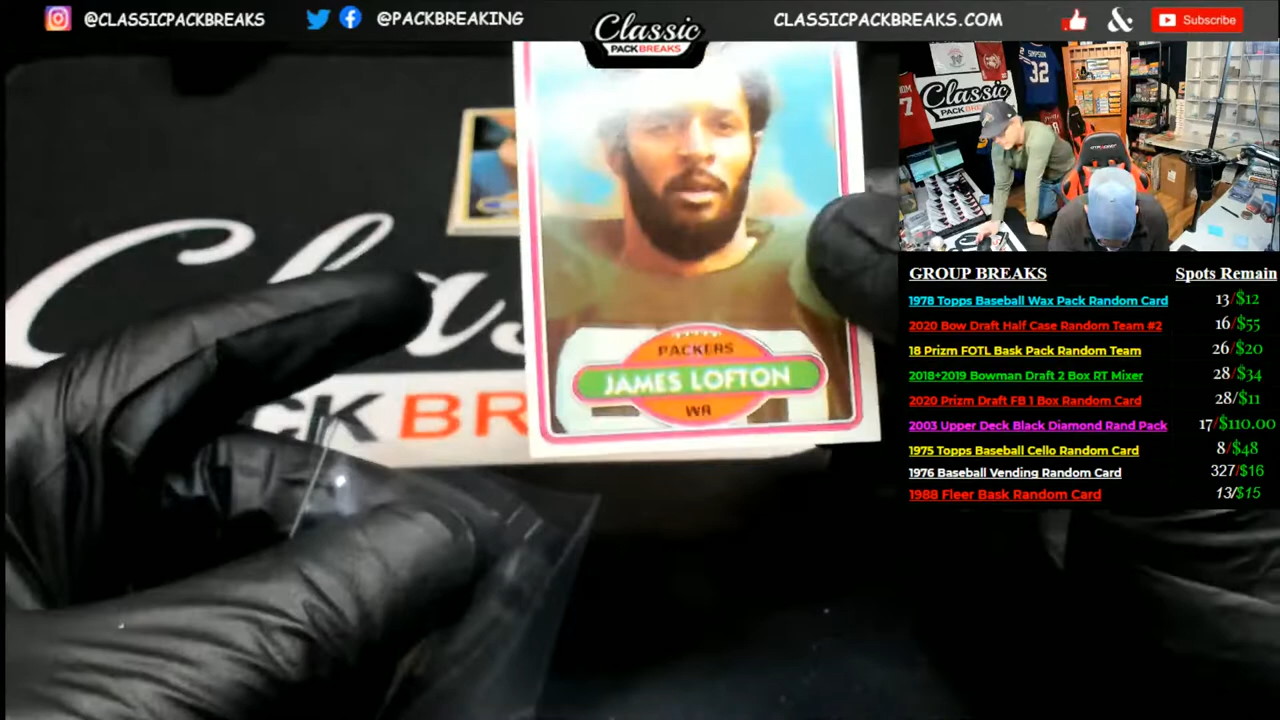 @CLASSICPACKBREAKS
@PACKBREAKING
Classic
PACK BREAKS
CLASSICPACKBREAKS.COM
&
Subscribe
PACKERS
JAMES LOFTON
WR
BR
Classic
32
7
GROUP BREAKS Spots Remain
1978 Topps Baseball Wax Pack Random Card 13/$12
2020 Bow Draft Half Case Random Team #2 16/$55
18 Prizm FOTL Bask Pack Random Team 26/$20
2018+2019 Bowman Draft 2 Box RT Mixer 28/$34
2020 Prizm Draft FB 1 Box Random Card 28/$11
2003 Upper Deck Black Diamond Rand Pack 17/$110.00
1975 Topps Baseball Cello Random Card 8/$48
1976 Baseball Vending Random Card 327/$16
1988 Fleer Bask Random Card 13/$15